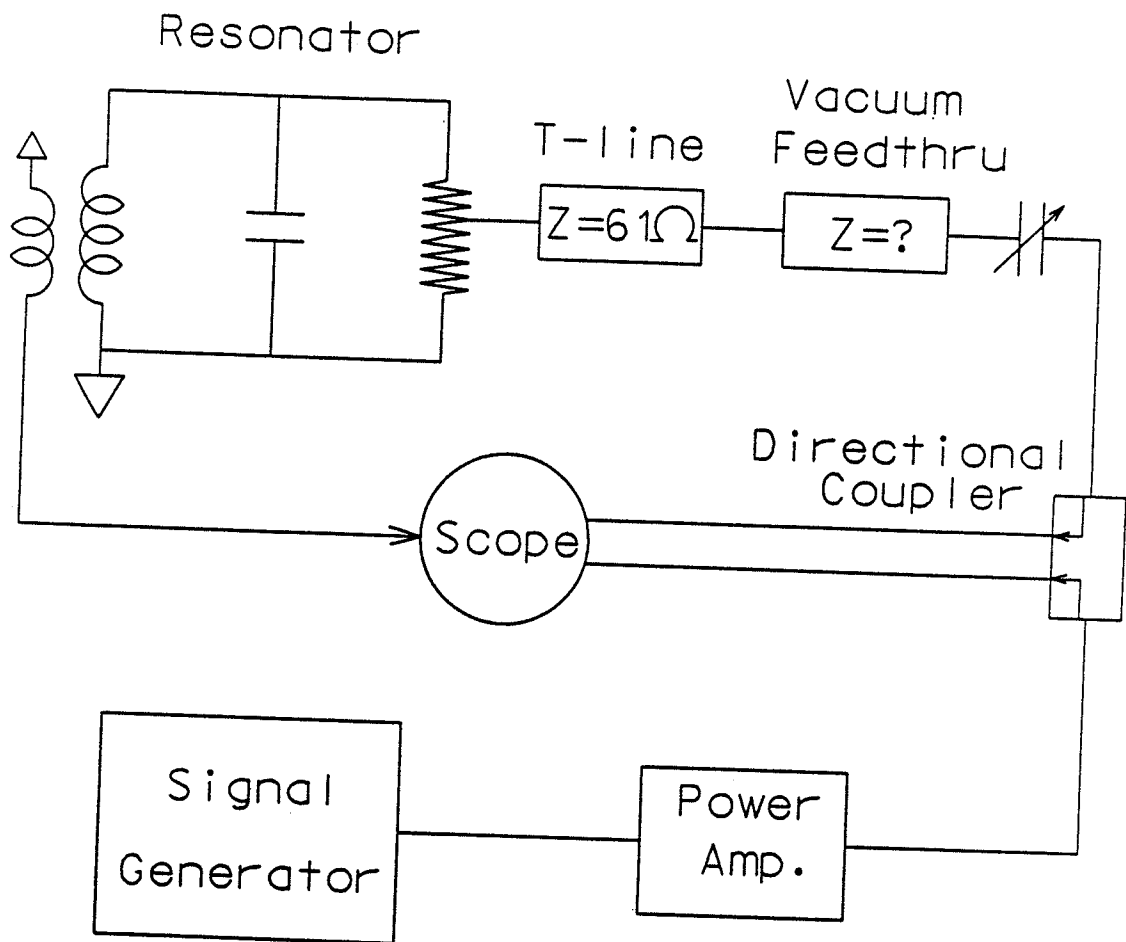 Resonator
Vacuum
Feedthru
T-line
Z=61Ω
Z=?
Directional
Coupler
Scope
Signal
Generator
Power
Amp.